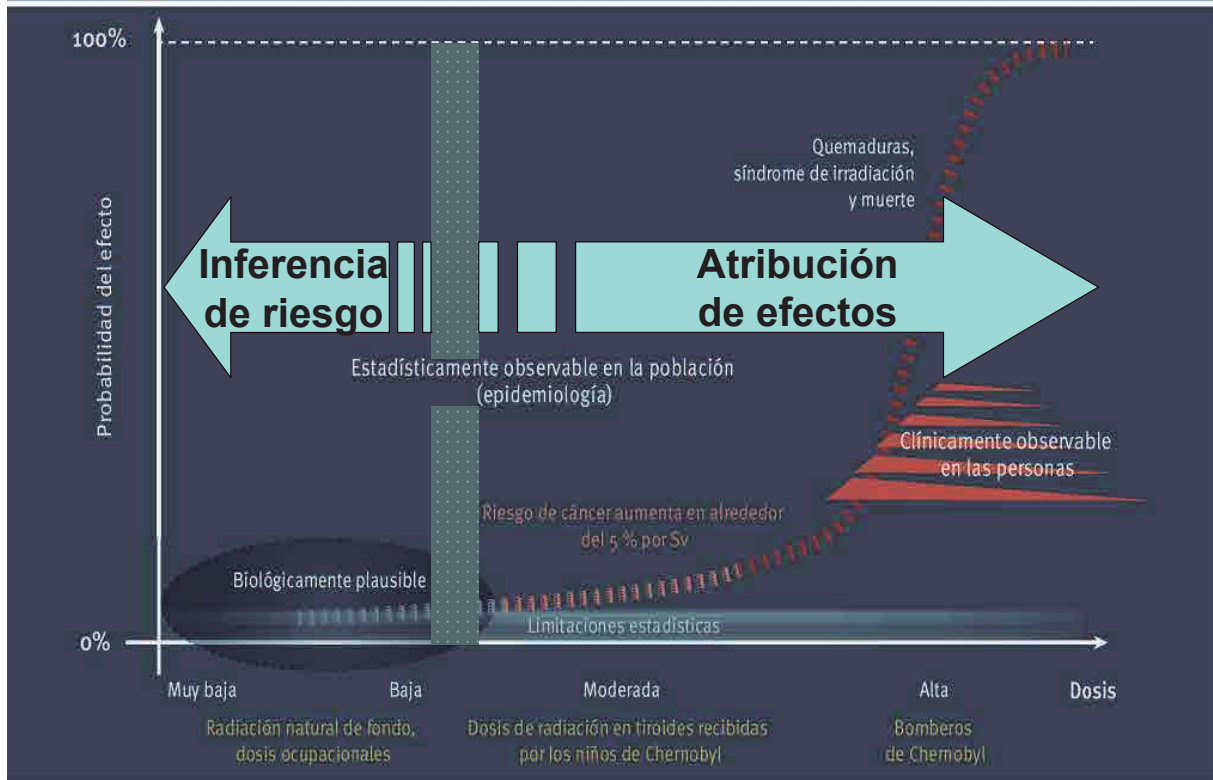 100%
Probabilidad del efecto
Quemaduras,
síndrome de irradiación
y muerte
Inferencia
de riesgo
Atribución
de efectos
Estadísticamente observable en la población
(epidemiología)
Clínicamente observable
en las personas
Riesgo de cáncer aumenta en alrededor
del 5 % por Sv
Biológicamente plausible
Limitaciones estadísticas
0%
Muy baja
Baja
Moderada
Alta
Dosis
Radiación natural de fondo,
dosis ocupacionales
Dosis de radiación en tiroides recibidas
por los niños de Chernobyl
Bomberos
de Chernobyl